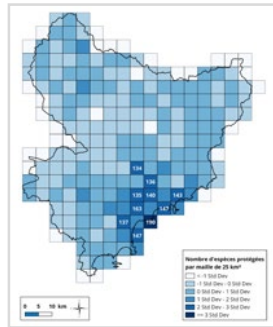 134
136
135 140 143
163 147
137 198
147
Nombre d'espèces protégées
par maille de 25 km²
< -1 Std Dev
-1 Std Dev - 0 Std Dev
0 Std Dev - 1 Std Dev
1 Std Dev - 2 Std Dev
2 Std Dev - 3 Std Dev
>= 3 Std Dev
0 5 10 km